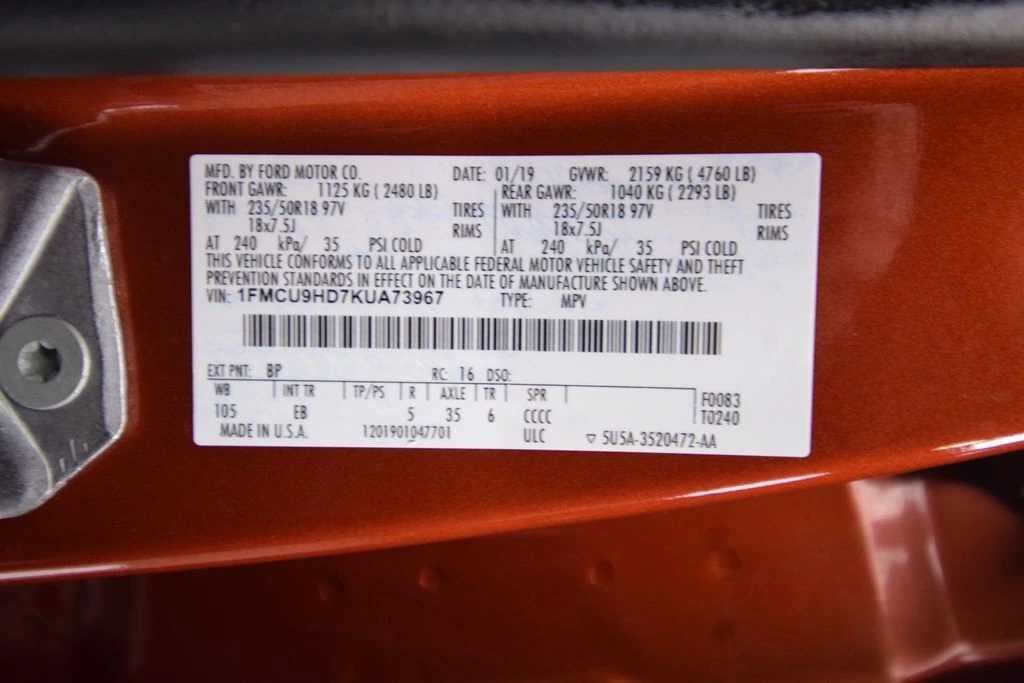 MFD. BY FORD MOTOR CO. DATE: 01/19 GVWR: 2159 KG ( 4760 LB)
FRONT GAWR: 1125 KG ( 2480 LB) REAR GAWR: 1040 KG ( 2293 LB)
WITH 235/50R18 97V TIRES WITH 235/50R18 97V TIRES
18x7.5J RIMS 18x7.5J RIMS
AT 240 kPa/ 35 PSI COLD AT 240 kPa/ 35 PSI COLD
THIS VEHICLE CONFORMS TO ALL APPLICABLE FEDERAL MOTOR VEHICLE SAFETY AND THEFT
PREVENTION STANDARDS IN EFFECT ON THE DATE OF MANUFACTURE SHOWN ABOVE.
VIN: 1FMCU9HD7KUA73967 TYPE: MPV
EXT PNT: BP RC: 16 DSO:
WB INT TR TP/PS R AXLE TR SPR F0083
105 EB 5 35 6 CCCC T0240
MADE IN U.S.A. 1201901047701 ULC ▽ 5U5A-3520472-AA